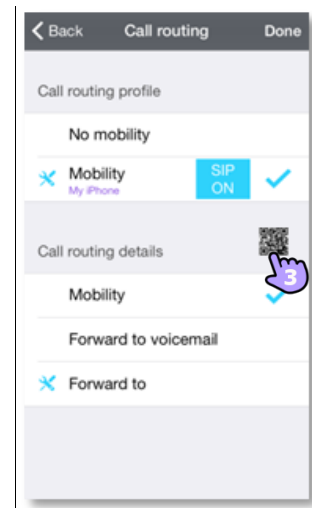 Back Call routing Done
Call routing profile
No mobility
Mobility
My iPhone
SIP
ON
Call routing details
3
Mobility
Forward to voicemail
Forward to